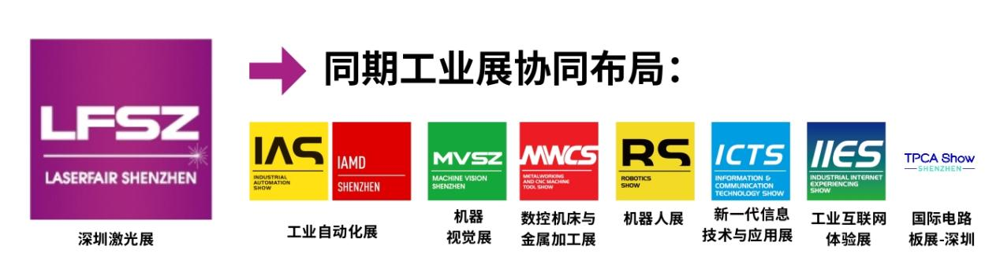 LFSZ
LASERFAIR SHENZHEN
深圳激光展
同期工业展协同布局：
IAS
INDUSTRIAL
AUTOMATION
SHOW
IAMD
SHENZHEN
工业自动化展
MVSZ
MACHINE VISION
SHENZHEN
机器
视觉展
MWCS
METALWORKING
AND CNC MACHINE
TOOL SHOW
数控机床与
金属加工展
RS
ROBOTICS
SHOW
机器人展
ICTS
INFORMATION &
COMMUNICATION
TECHNOLOGY SHOW
新一代信息
技术与应用展
IIES
INDUSTRIAL INTERNET
EXPERIENCING
SHOW
工业互联网
体验展
TPCA Show
SHENZHEN
国际电路
板展-深圳